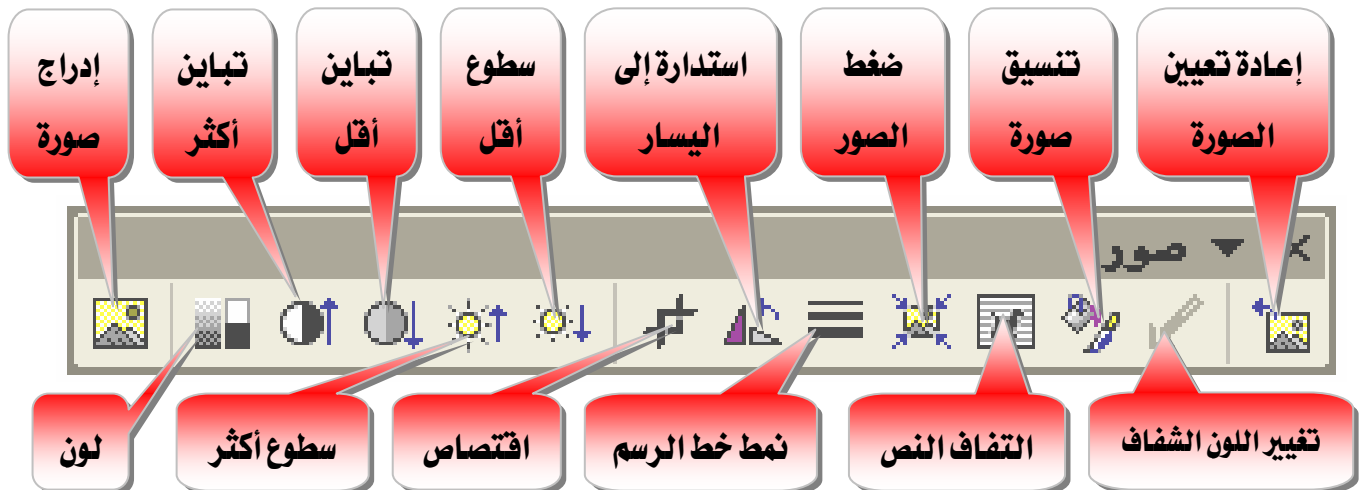 إعادة تعيين
الصورة
تنسيق
صورة
ضغط
الصور
استدارة إلى
اليسار
سطوع
أقل
تباين
أقل
تباين
أكثر
إدراج
صورة
صور
تغيير اللون الشفاف
التفاف النص
نمط خط الرسم
اقتصاص
سطوع أكثر
لون